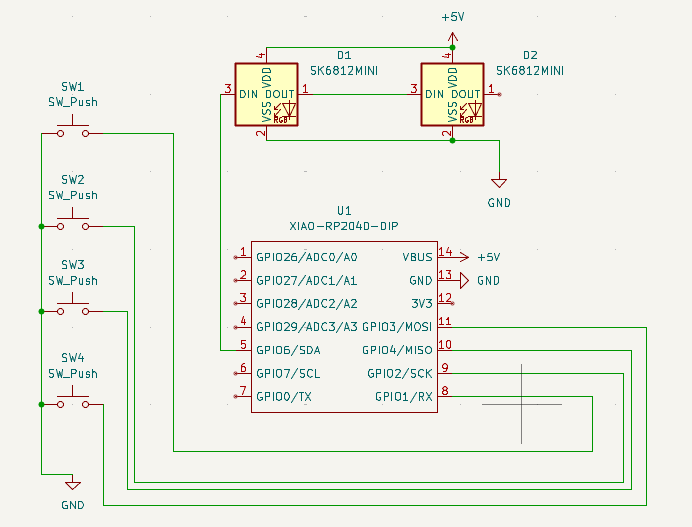 +5V
D1
SK6812MINI
D2
SK6812MINI
4
VDD
3
DIN
DOUT
1
VSS
RGB
2
4
VDD
3
DIN
DOUT
1
VSS
RGB
2
GND
SW1
SW_Push
SW2
SW_Push
SW3
SW_Push
SW4
SW_Push
GND
U1
XIAO-RP2040-DIP
1 GPIO26/ADC0/A0 VBUS 14 +5V
2 GPIO27/ADC1/A1 GND 13 GND
3 GPIO28/ADC2/A2 3V3 12
4 GPIO29/ADC3/A3 GPIO3/MOSI 11
5 GPIO6/SDA GPIO4/MISO 10
6 GPIO7/SCL GPIO2/SCK 9
7 GPIO0/TX GPIO1/RX 8